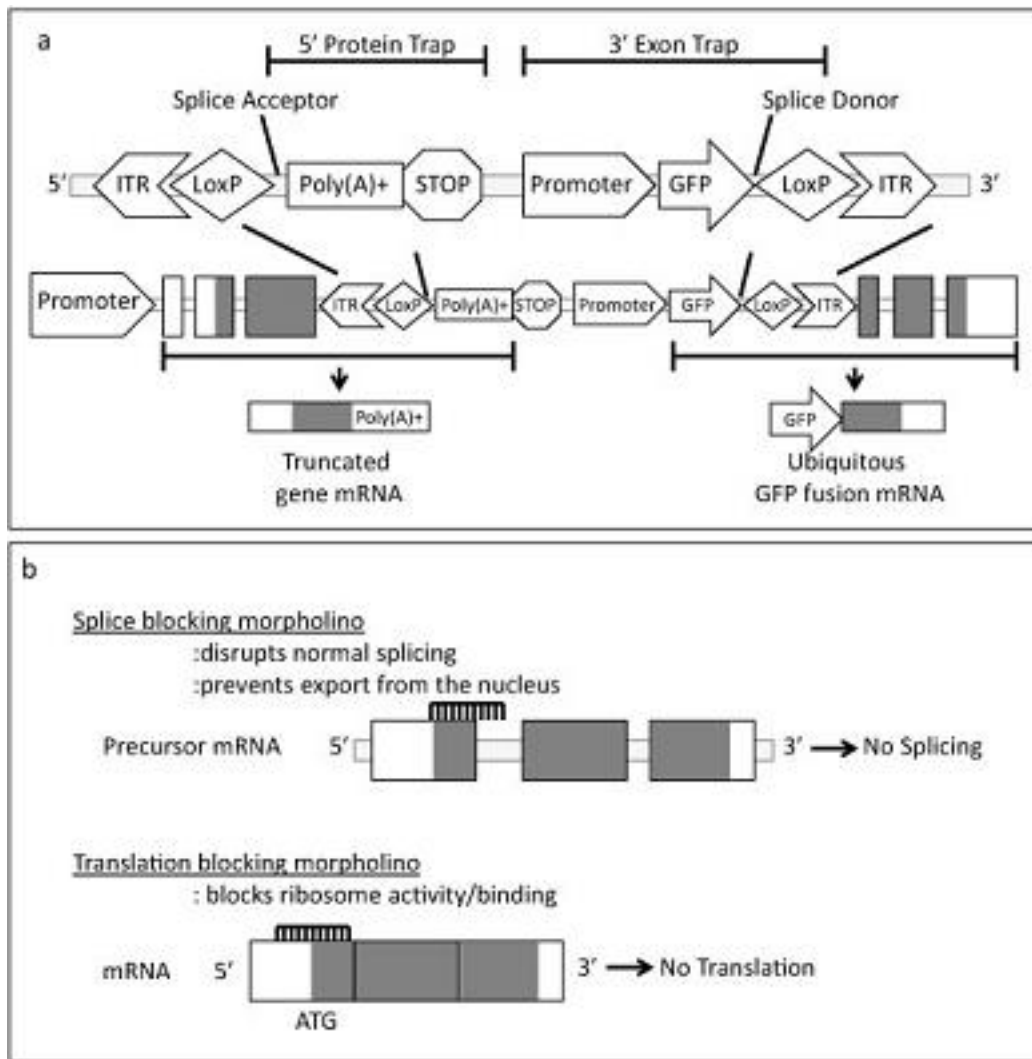 a
5' Protein Trap 3' Exon Trap
Splice Acceptor Splice Donor
5' ITR LoxP Poly(A)+ STOP Promoter GFP LoxP ITR 3'
Promoter ITR LoxP Poly(A)+ STOP Promoter GFP LoxP ITR
Poly(A)+ GFP
Truncated Ubiquitous
gene mRNA GFP fusion mRNA
b
Splice blocking morpholino
:disrupts normal splicing
:prevents export from the nucleus
Precursor mRNA 5' 3' No Splicing
Translation blocking morpholino
: blocks ribosome activity/binding
mRNA 5' 3' No Translation
ATG